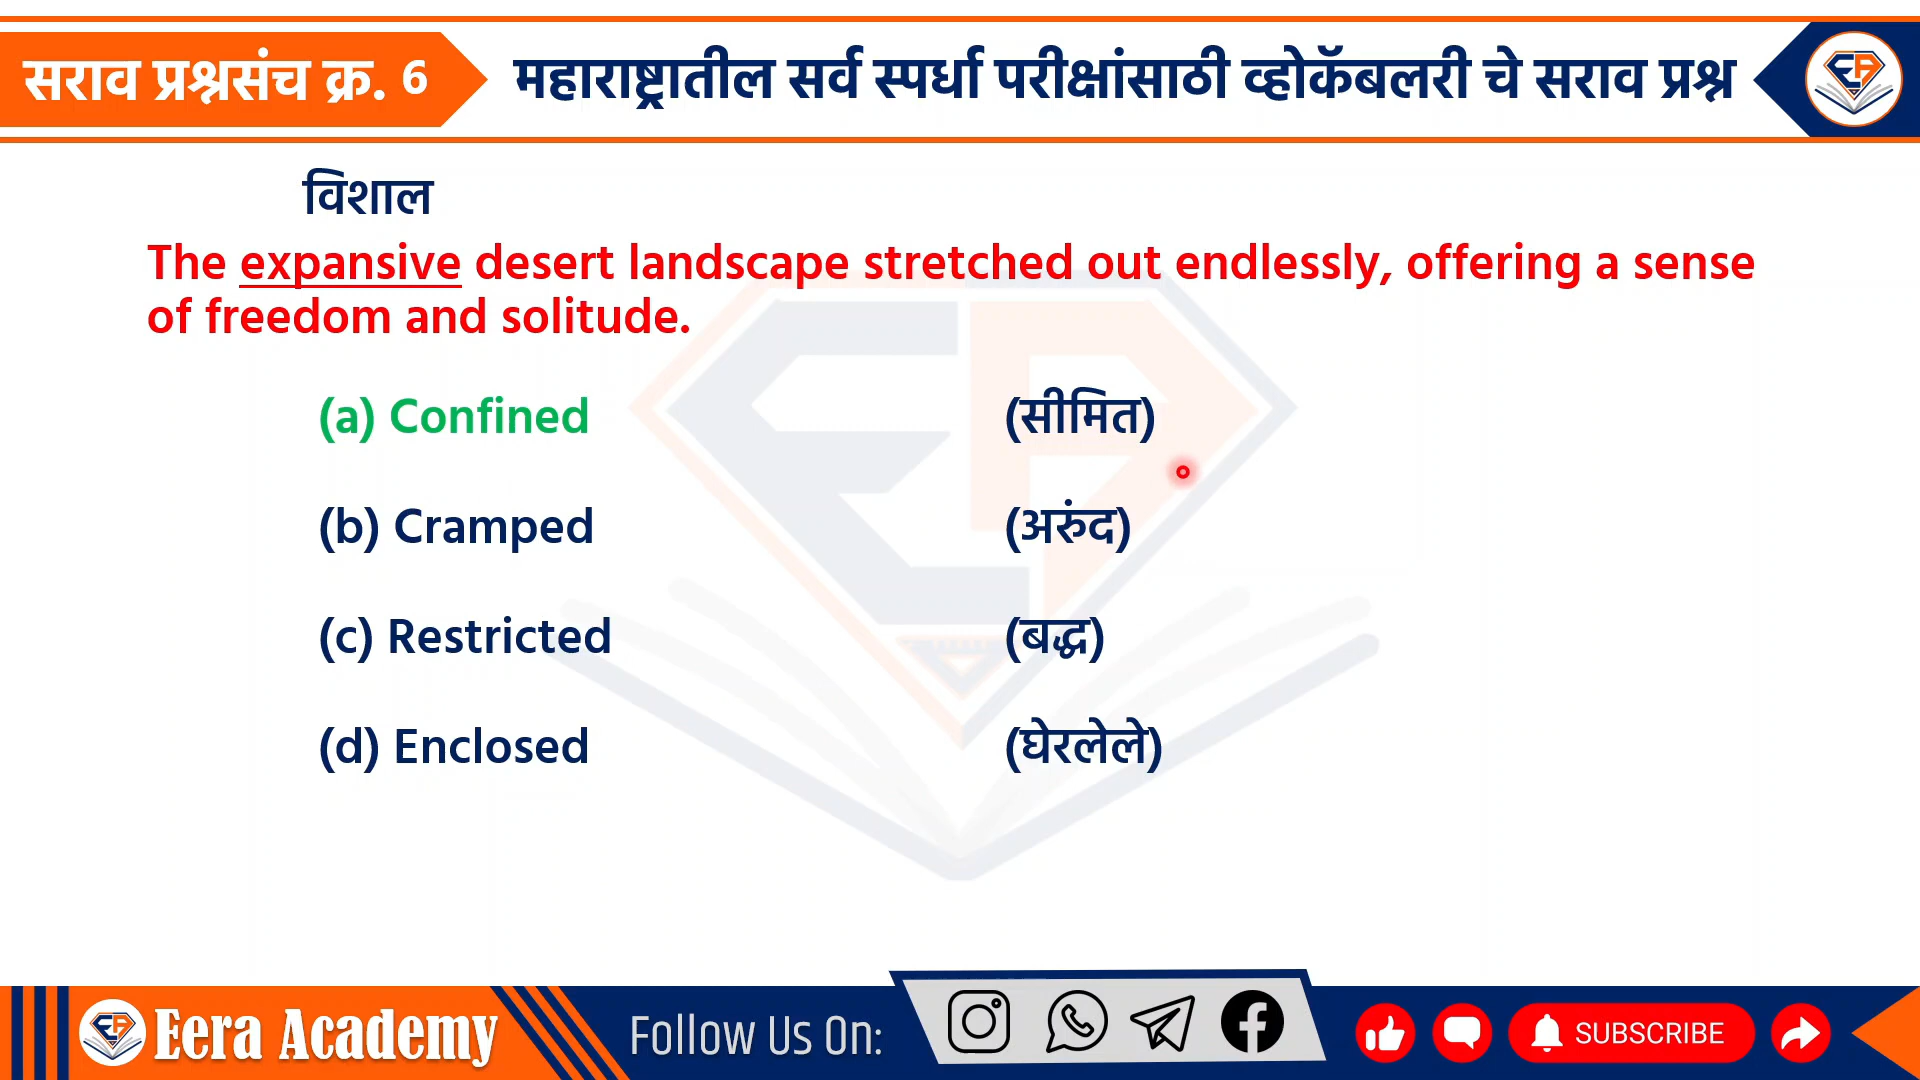 सराव प्रश्नसंच क्र. 6
महाराष्ट्रातील सर्व स्पर्धा परीक्षांसाठी व्होकॅबलरी चे सराव प्रश्न
विशाल
The expansive desert landscape stretched out endlessly, offering a sense
of freedom and solitude.
(a) Confined (सीमित)
(b) Cramped (अरुंद)
(c) Restricted (बद्ध)
(d) Enclosed (घेरलेले)
Eera Academy
Follow Us On:
SUBSCRIBE